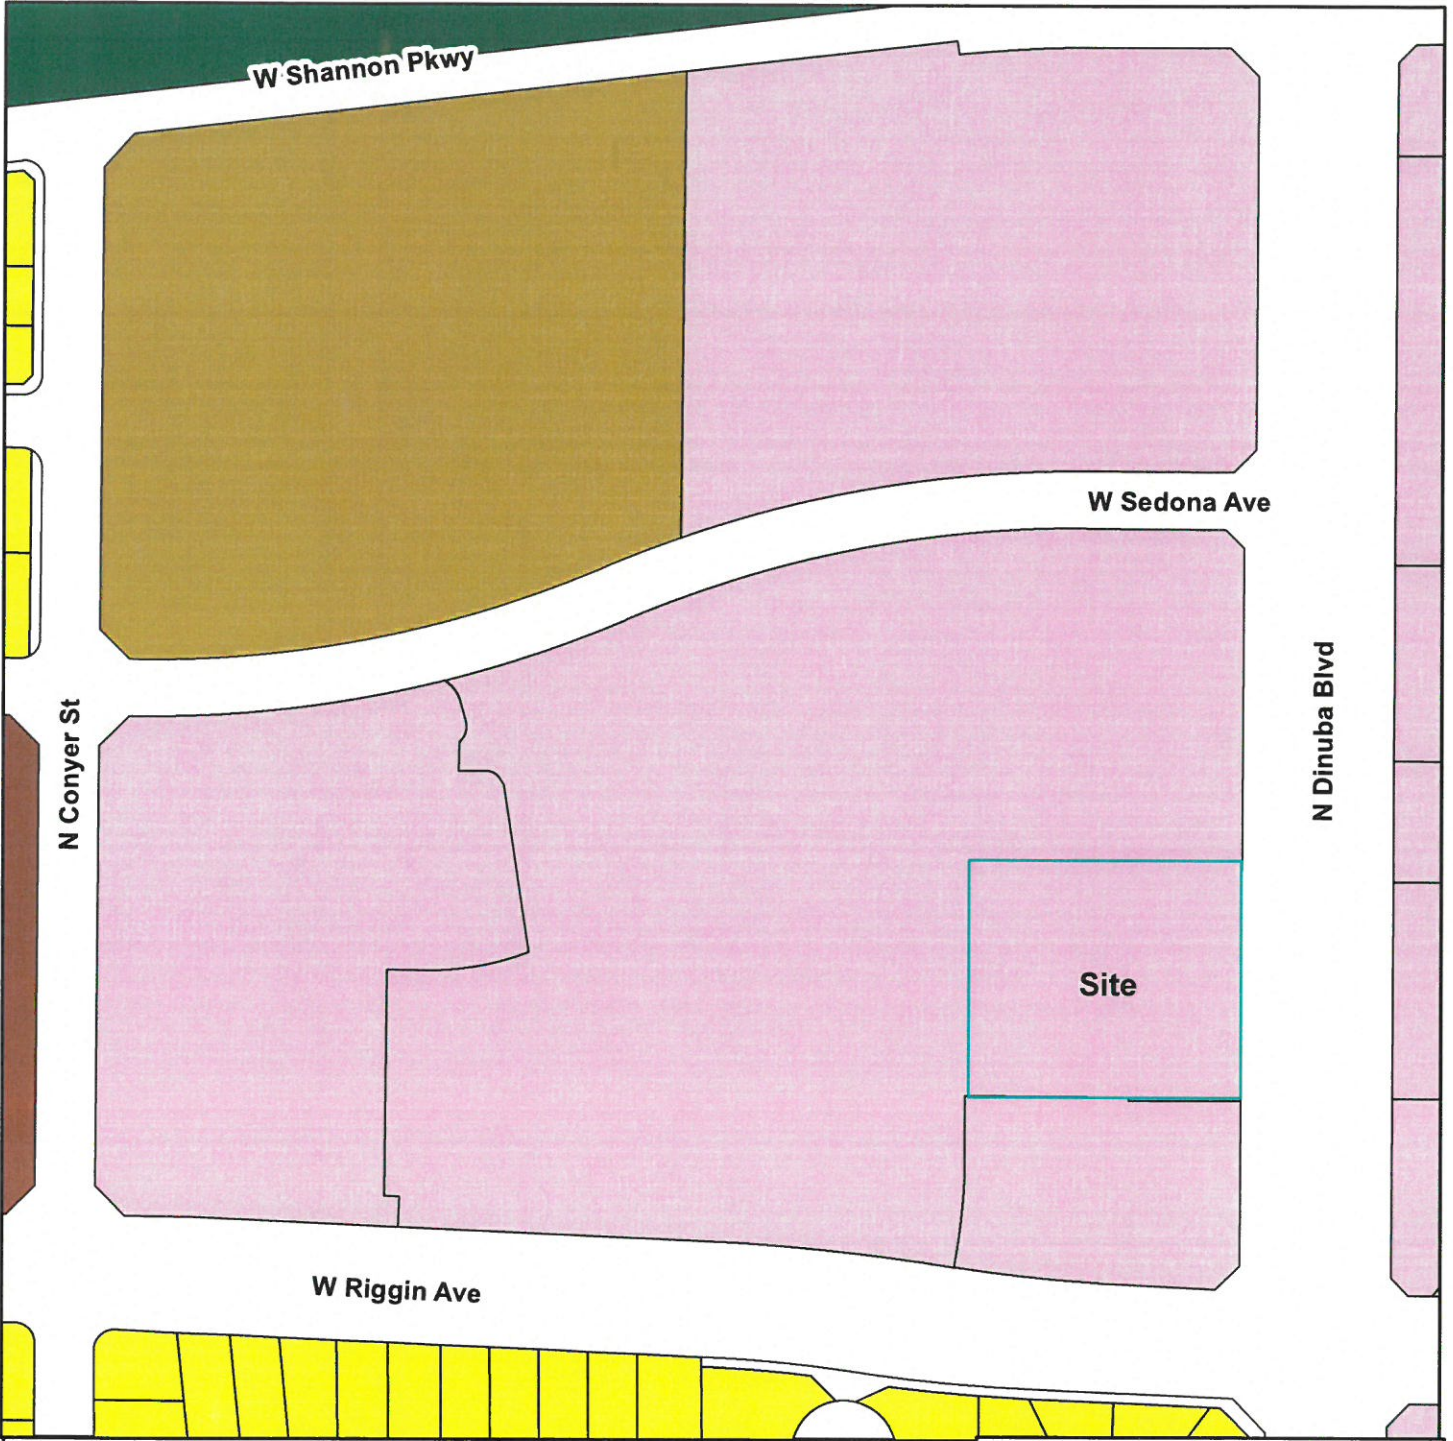 W Shannon Pkwy
W Sedona Ave
N Conyer St
N Dinuba Blvd
Site
W Riggin Ave